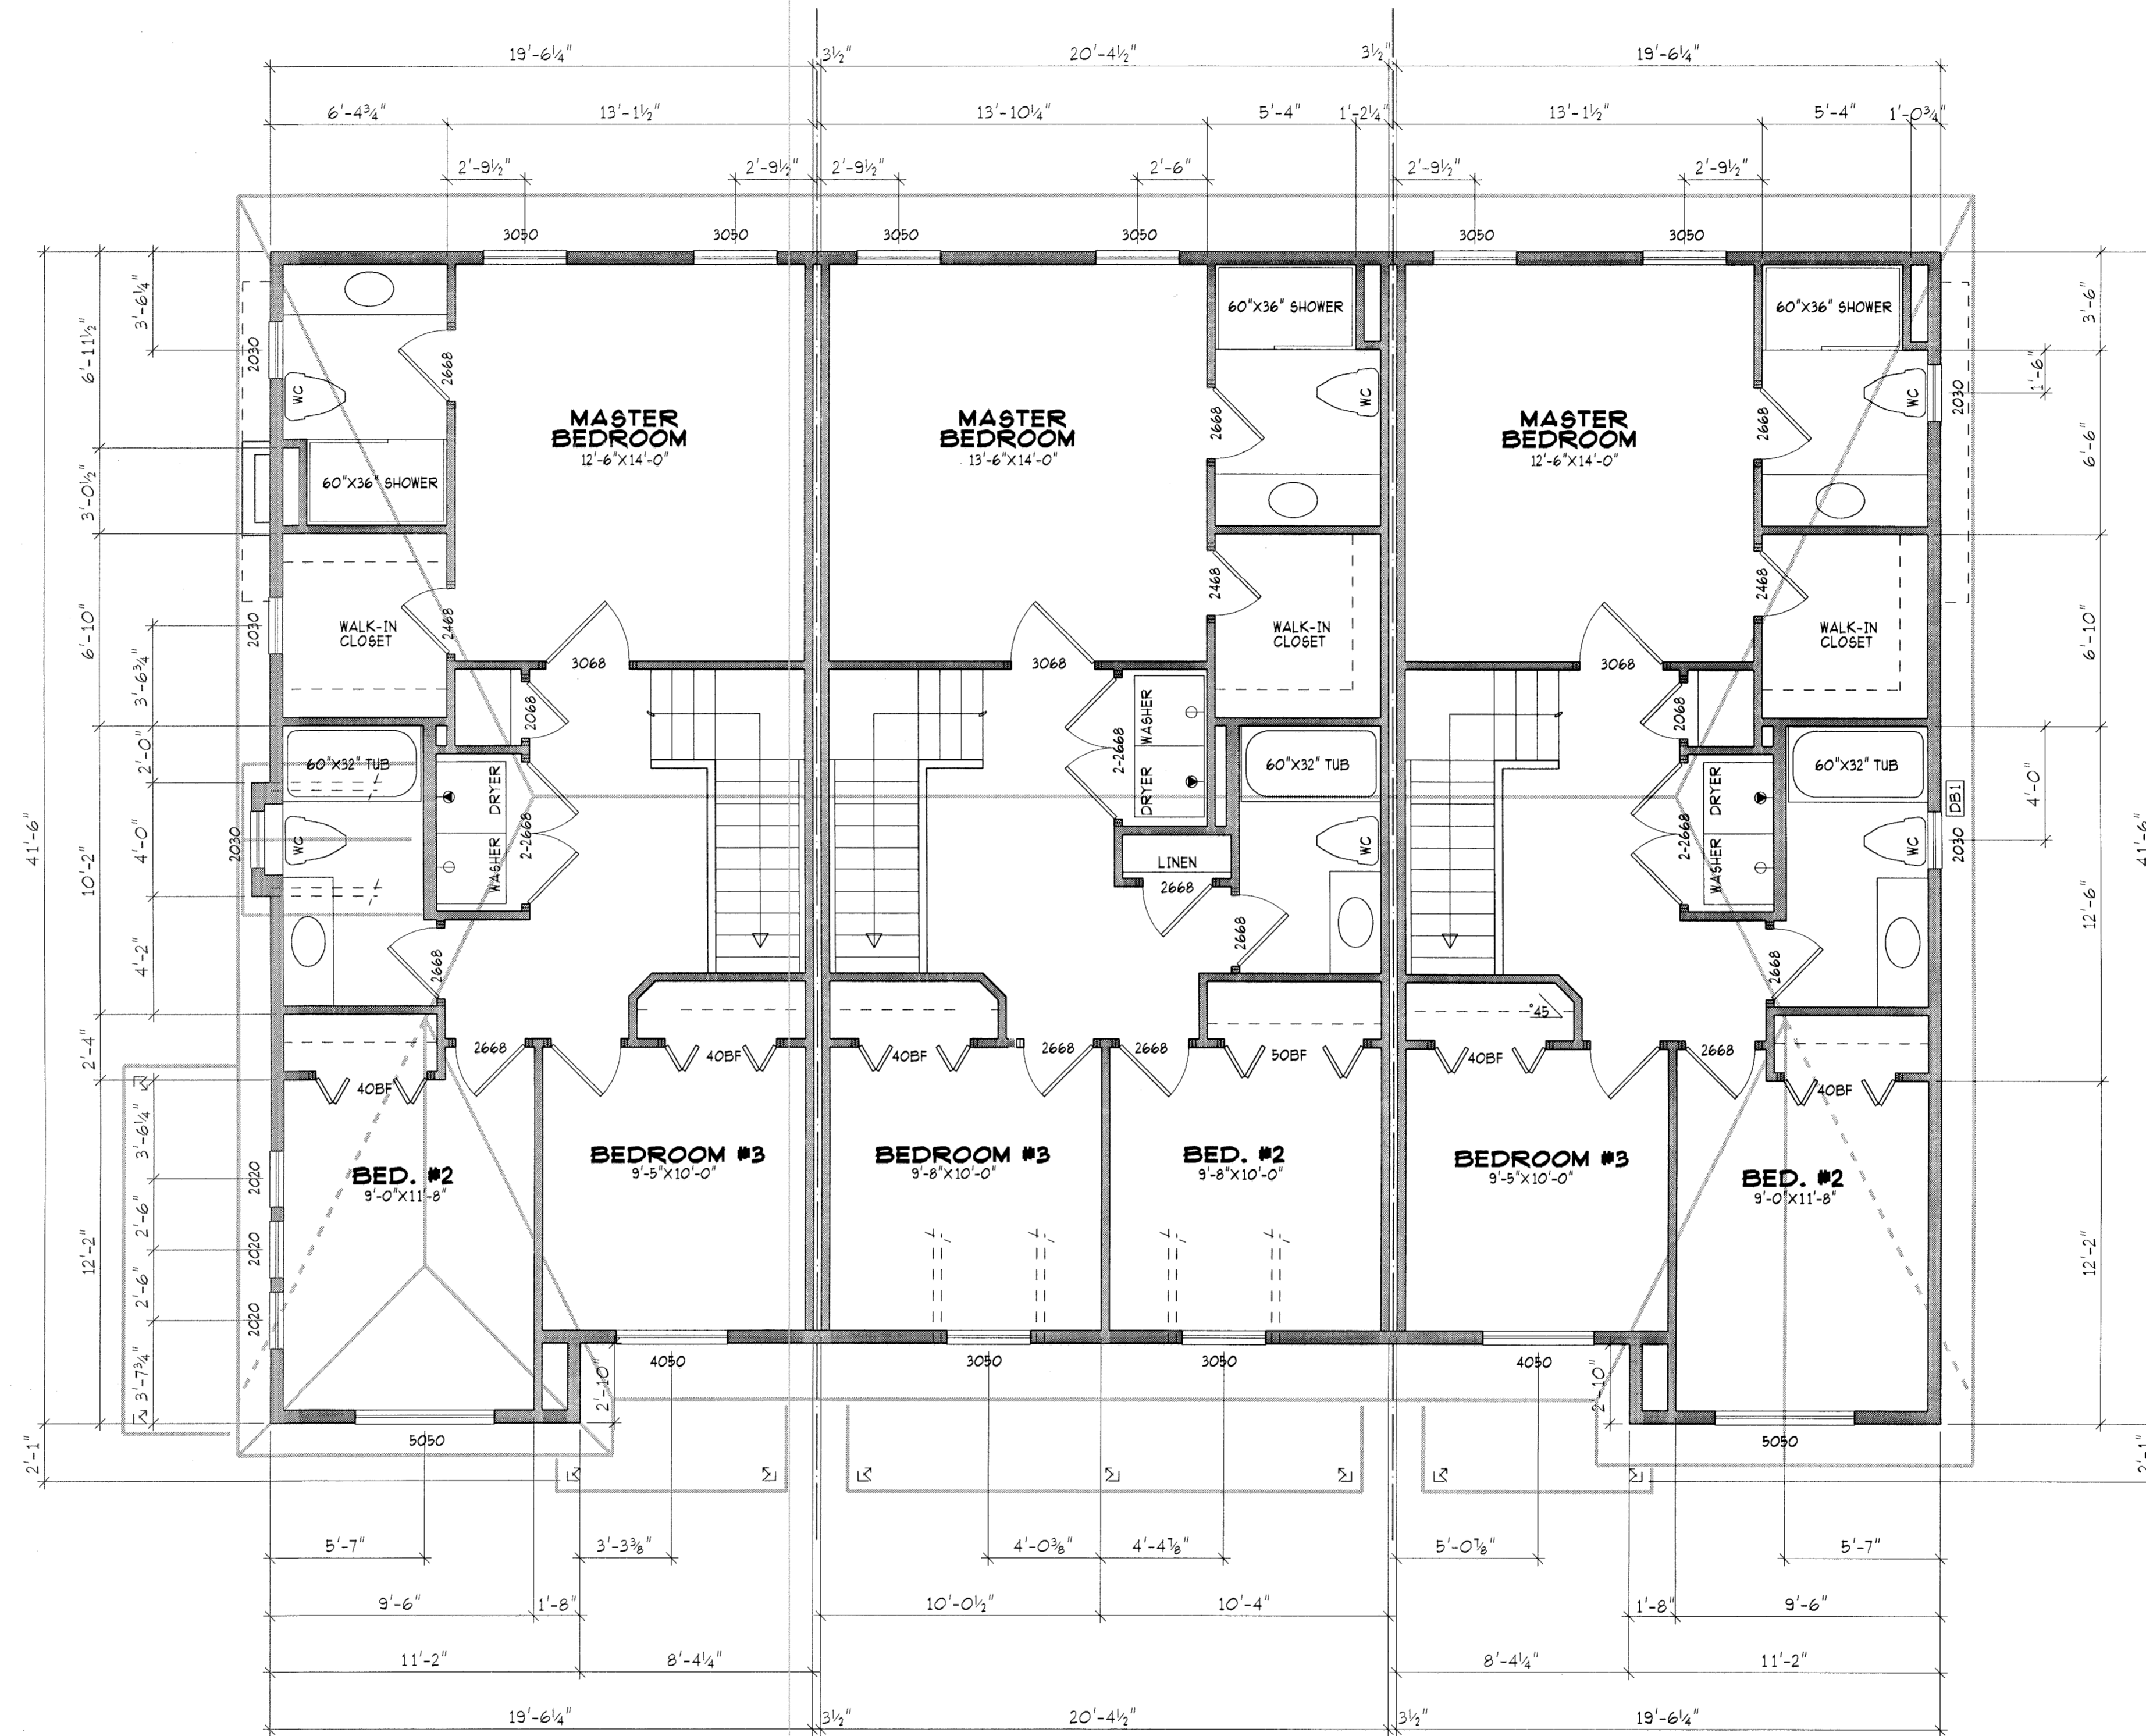 19'-6¼" 3½" 20'-4½" 3½" 19'-6¼"
6'-4¾" 13'-1½" 13'-10¼" 5'-4" 1'-2¼" 13'-1½" 5'-4" 1'-0¾"
2'-9½" 2'-9½" 2'-9½" 2'-6" 2'-9½" 2'-9½"
3050 3050 3050 3050 3050 3050
41'-6"
2'-1"
6'-11½"
3'-0½"
6'-10"
10'-2"
2'-4"
12'-2"
3'-6¼"
3'-6¾"
2'-0"
4'-0"
4'-2"
3'-6¼"
2'-6"
2'-6"
3'-7¾"
2030
2030
2030
2020
2020
2020
WC
2668
60"X36" SHOWER
MASTER
BEDROOM
12'-6"X14'-0"
WALK-IN
CLOSET
2468
3068
2068
60"X32" TUB
WC
DRYER
WASHER
2-2668
2668
2668
40BF
40BF
BED. #2
9'-0"X11'-8"
BEDROOM #3
9'-5"X10'-0"
5050
4050
2'-10"
MASTER
BEDROOM
13'-6"X14'-0"
60"X36" SHOWER
WC
2668
2468
WALK-IN
CLOSET
3068
WASHER
DRYER
2-2668
60"X32" TUB
WC
LINEN
2668
2668
40BF
2668
2668
50BF
BEDROOM #3
9'-8"X10'-0"
BED. #2
9'-8"X10'-0"
3050
3050
MASTER
BEDROOM
12'-6"X14'-0"
60"X36" SHOWER
WC
2668
2468
WALK-IN
CLOSET
3068
2068
60"X32" TUB
WC
DRYER
WASHER
2-2668
2668
°45
2668
40BF
40BF
BEDROOM #3
9'-5"X10'-0"
BED. #2
9'-0"X11'-8"
4050
5050
2'-10"
2030
DB1
2030
3'-6"
1'-6"
6'-6"
6'-10"
4'-0"
12'-6"
12'-2"
41'-6"
2'-1"
5'-7" 3'-3⅜" 4'-0⅜" 4'-4⅞" 5'-0⅞" 5'-7"
9'-6" 1'-8" 10'-0½" 10'-4" 1'-8" 9'-6"
11'-2" 8'-4¼" 8'-4¼" 11'-2"
19'-6¼" 3½" 20'-4½" 3½" 19'-6¼"